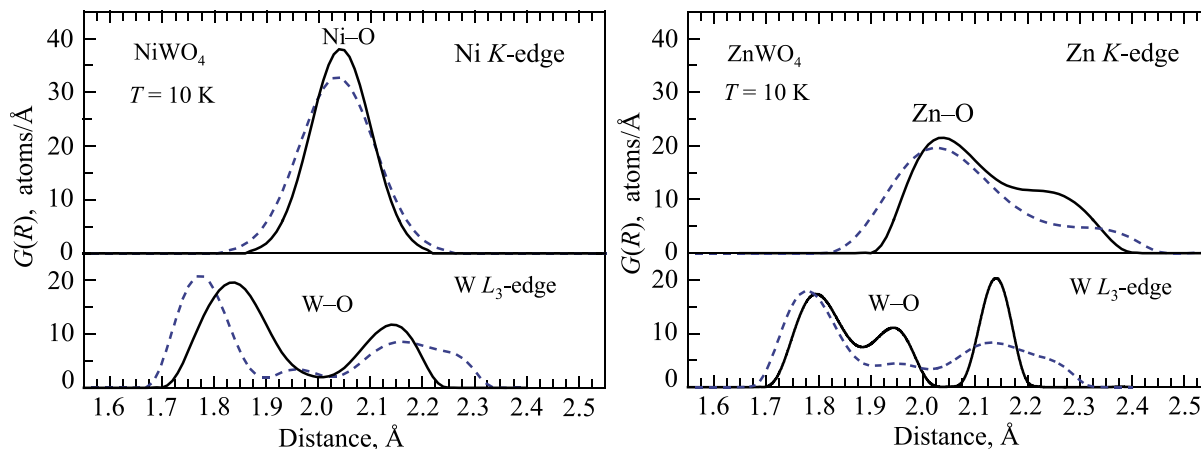 40
30
20
10
0
20
10
0
G(R), atoms/Å
NiWO₄
T = 10 K
Ni–O
Ni K-edge
W L₃-edge
W–O
1.6 1.7 1.8 1.9 2.0 2.1 2.2 2.3 2.4 2.5
Distance, Å
40
30
20
10
0
20
10
0
G(R), atoms/Å
ZnWO₄
T = 10 K
Zn–O
Zn K-edge
W L₃-edge
W–O
1.6 1.7 1.8 1.9 2.0 2.1 2.2 2.3 2.4 2.5
Distance, Å